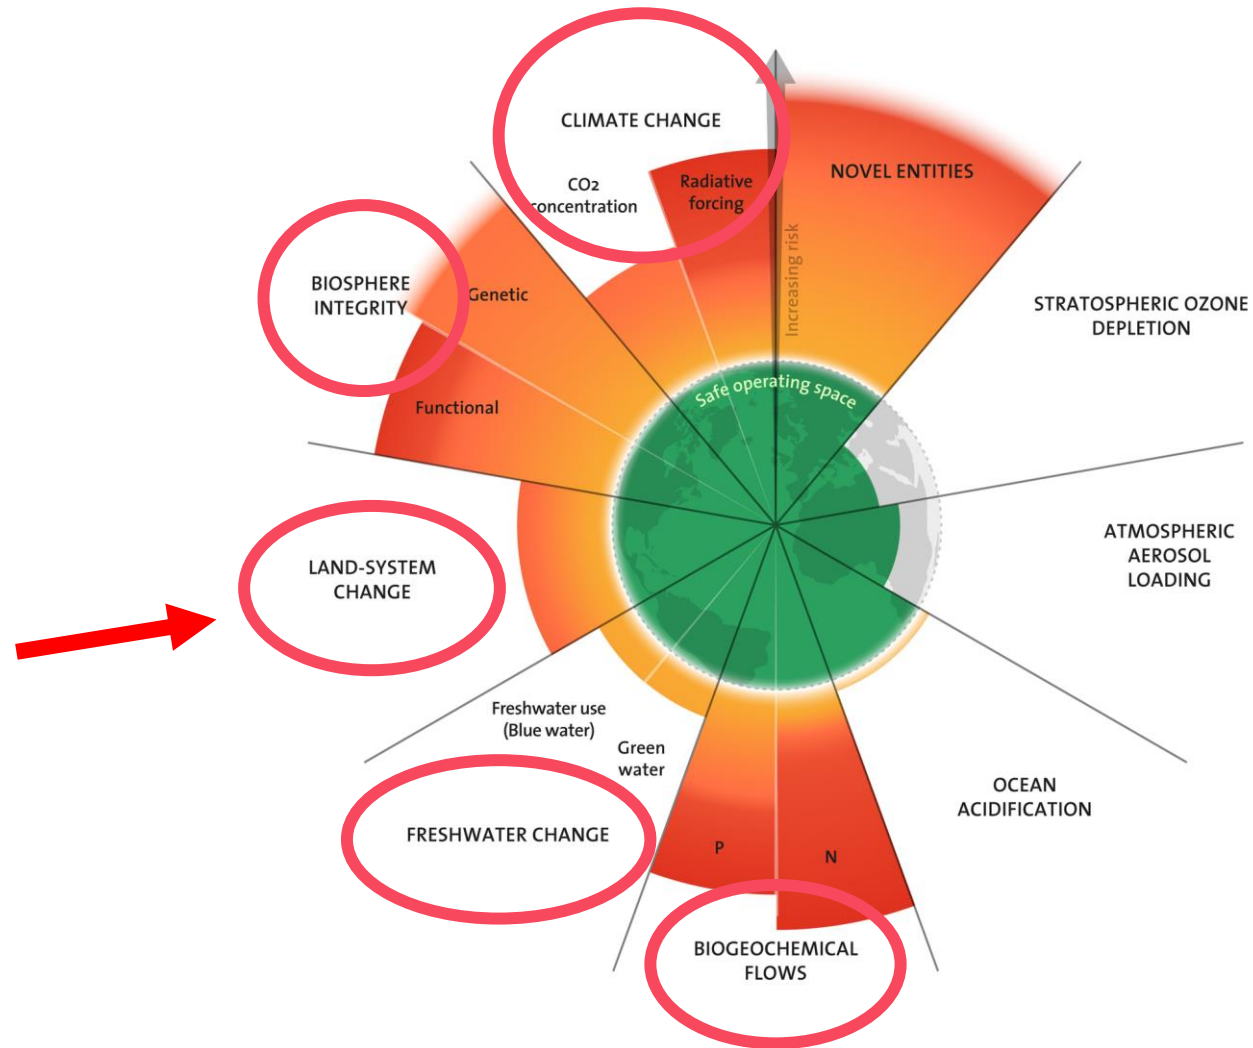 CLIMATE CHANGE
CO2
concentration
Radiative
forcing
NOVEL ENTITIES
Increasing risk
BIOSPHERE
INTEGRITY
Genetic
Functional
STRATOSPHERIC OZONE
DEPLETION
Safe operating space
LAND-SYSTEM
CHANGE
ATMOSPHERIC
AEROSOL
LOADING
Freshwater use
(Blue water)
Green
water
FRESHWATER CHANGE
P
N
OCEAN
ACIDIFICATION
BIOGEOCHEMICAL
FLOWS